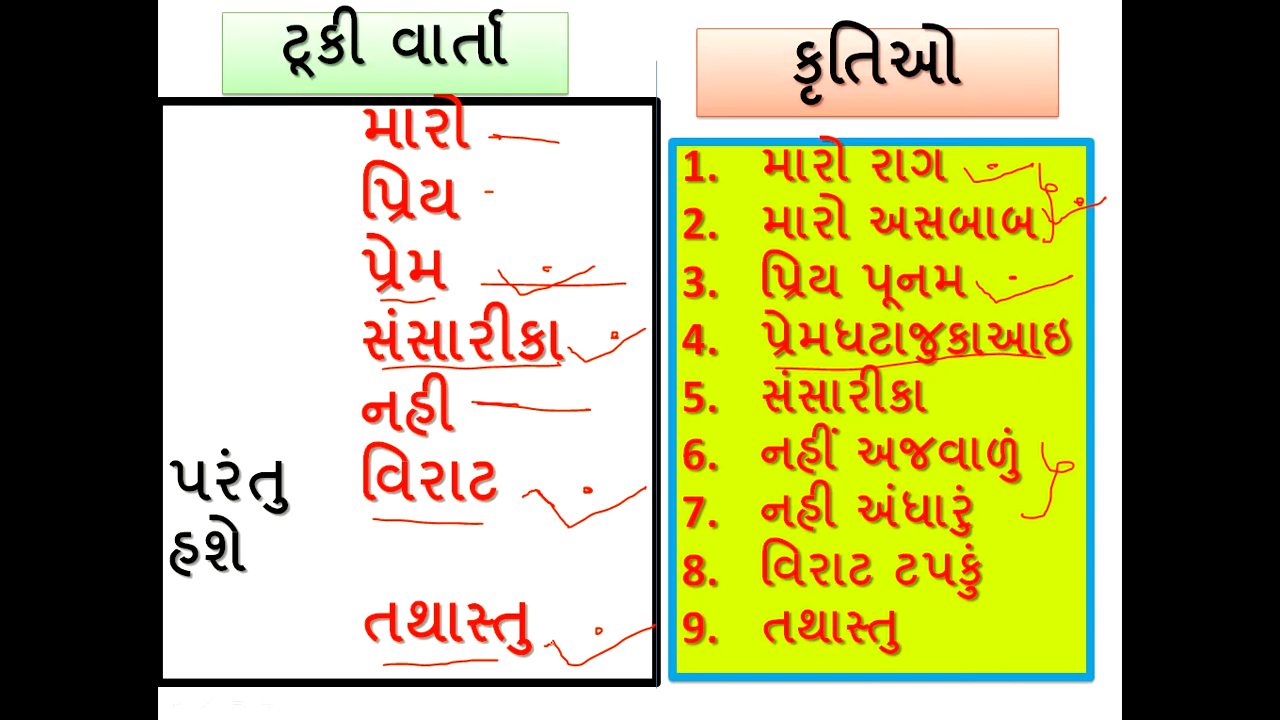 ટૂકી વાર્તા
મારો
પ્રિય
પ્રેમ
સંસારીકા
નહી
પરંતુ વિરાટ
હશે
તથાસ્તુ
કૃતિઓ
1. મારો રાગ
2. મારો અસબાબ
3. પ્રિય પૂનમ
4. પ્રેમઘટાજુકાઆઇ
5. સંસારીકા
6. નહીં અજવાળું
7. નહી અંધારું
8. વિરાટ ટપકું
9. તથાસ્તુ